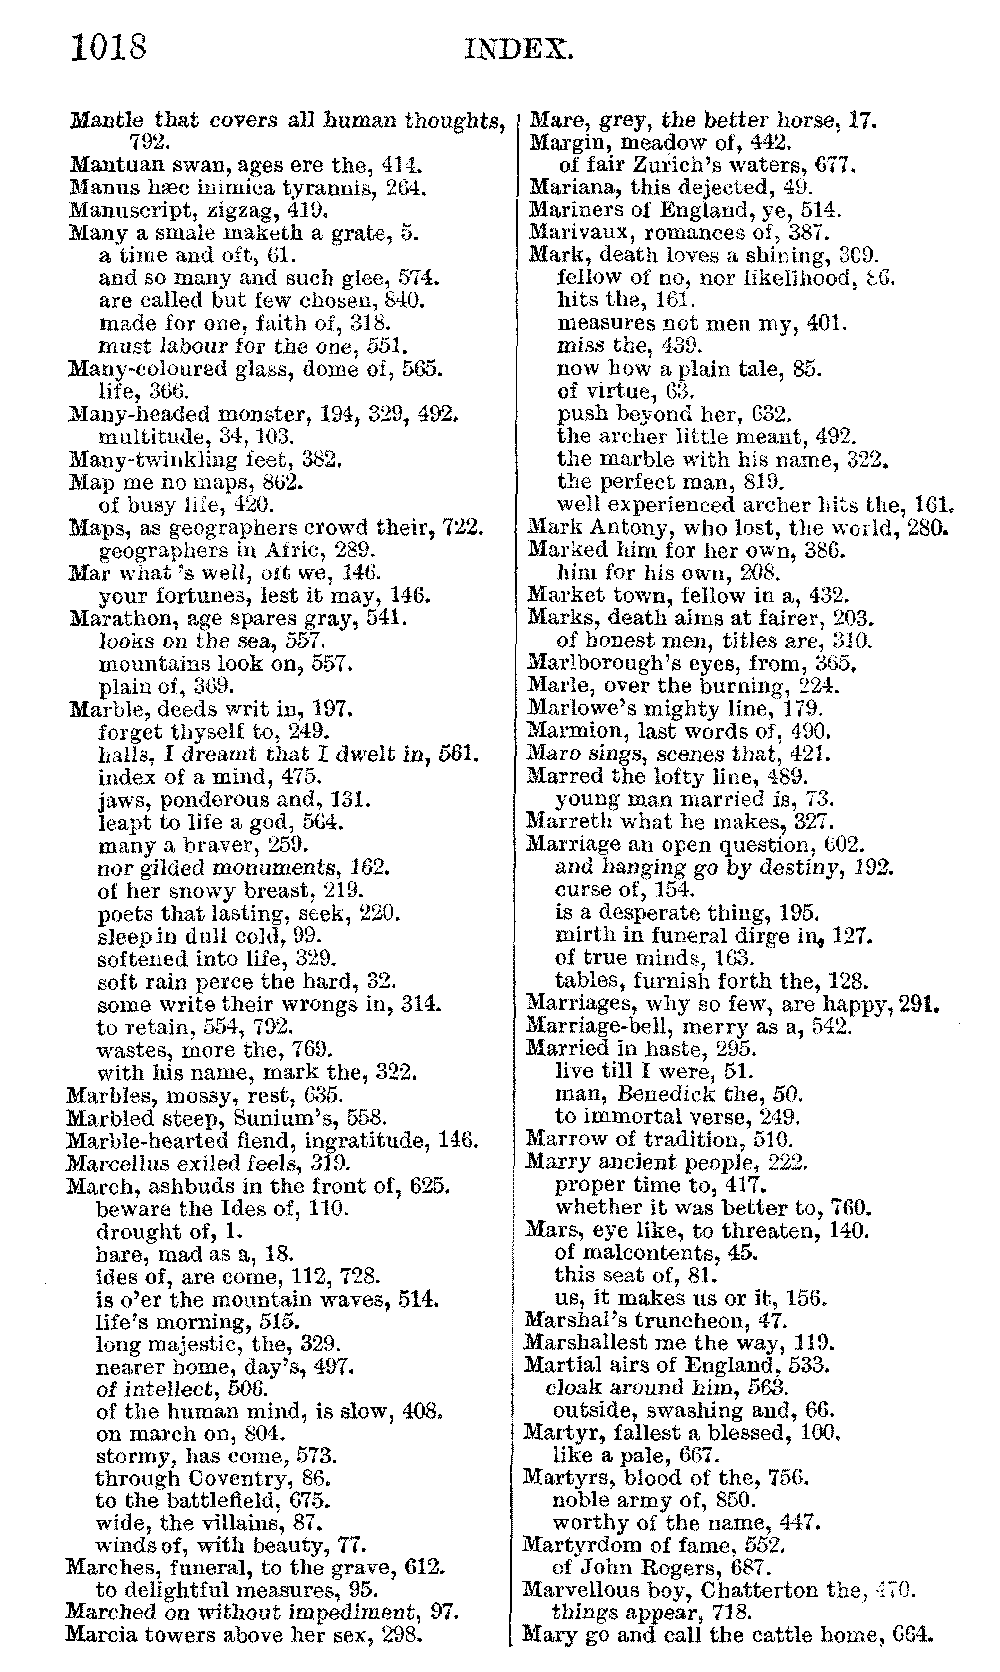 1018
INDEX.
Mantle that covers all human thoughts,
792.
Mantuan swan, ages ere the, 414.
Manus hæc inimica tyrannis, 264.
Manuscript, zigzag, 419.
Many a smale maketh a grate, 5.
a time and oft, 61.
and so many and such glee, 574.
are called but few chosen, 840.
made for one, faith of, 318.
must labour for the one, 551.
Many-coloured glass, dome of, 565.
life, 366.
Many-headed monster, 194, 329, 492.
multitude, 34, 103.
Many-twinkling feet, 382.
Map me no maps, 862.
of busy life, 420.
Maps, as geographers crowd their, 722.
geographers in Afric, 289.
Mar what 's well, oft we, 146.
your fortunes, lest it may, 146.
Marathon, age spares gray, 541.
looks on the sea, 557.
mountains look on, 557.
plain of, 369.
Marble, deeds writ in, 197.
forget thyself to, 249.
halls, I dreamt that I dwelt in, 561.
index of a mind, 475.
jaws, ponderous and, 131.
leapt to life a god, 564.
many a braver, 259.
nor gilded monuments, 162.
of her snowy breast, 219.
poets that lasting, seek, 220.
sleep in dull cold, 99.
softened into life, 329.
soft rain perce the hard, 32.
some write their wrongs in, 314.
to retain, 554, 792.
wastes, more the, 769.
with his name, mark the, 322.
Marbles, mossy, rest, 635.
Marbled steep, Sunium's, 558.
Marble-hearted fiend, ingratitude, 146.
Marcellus exiled feels, 319.
March, ashbuds in the front of, 625.
beware the Ides of, 110.
drought of, 1.
hare, mad as a, 18.
ides of, are come, 112, 728.
is o'er the mountain waves, 514.
life's morning, 515.
long majestic, the, 329.
nearer home, day's, 497.
of intellect, 506.
of the human mind, is slow, 408.
on march on, 804.
stormy, has come, 573.
through Coventry, 86.
to the battlefield, 675.
wide, the villains, 87.
winds of, with beauty, 77.
Marches, funeral, to the grave, 612.
to delightful measures, 95.
Marched on without impediment, 97.
Marcia towers above her sex, 298.
Mare, grey, the better horse, 17.
Margin, meadow of, 442.
of fair Zurich's waters, 677.
Mariana, this dejected, 49.
Mariners of England, ye, 514.
Marivaux, romances of, 387.
Mark, death loves a shining, 309.
fellow of no, nor likelihood, 86.
hits the, 161.
measures not men my, 401.
miss the, 439.
now how a plain tale, 85.
of virtue, 63.
push beyond her, 632.
the archer little meant, 492.
the marble with his name, 322.
the perfect man, 819.
well experienced archer hits the, 161.
Mark Antony, who lost, the world, 280.
Marked him for her own, 386.
him for his own, 208.
Market town, fellow in a, 432.
Marks, death aims at fairer, 203.
of honest men, titles are, 310.
Marlborough's eyes, from, 365.
Marle, over the burning, 224.
Marlowe's mighty line, 179.
Marmion, last words of, 490.
Maro sings, scenes that, 421.
Marred the lofty line, 489.
young man married is, 73.
Marreth what he makes, 327.
Marriage an open question, 602.
and hanging go by destiny, 192.
curse of, 154.
is a desperate thing, 195.
mirth in funeral dirge in, 127.
of true minds, 163.
tables, furnish forth the, 128.
Marriages, why so few, are happy, 291.
Marriage-bell, merry as a, 542.
Married in haste, 295.
live till I were, 51.
man, Benedick the, 50.
to immortal verse, 249.
Marrow of tradition, 510.
Marry ancient people, 222.
proper time to, 417.
whether it was better to, 760.
Mars, eye like, to threaten, 140.
of malcontents, 45.
this seat of, 81.
us, it makes us or it, 156.
Marshal's truncheon, 47.
Marshallest me the way, 119.
Martial airs of England, 533.
cloak around him, 563.
outside, swashing and, 66.
Martyr, fallest a blessed, 100.
like a pale, 667.
Martyrs, blood of the, 756.
noble army of, 850.
worthy of the name, 447.
Martyrdom of fame, 552.
of John Rogers, 687.
Marvellous boy, Chatterton the, 470.
things appear, 718.
Mary go and call the cattle home, 664.